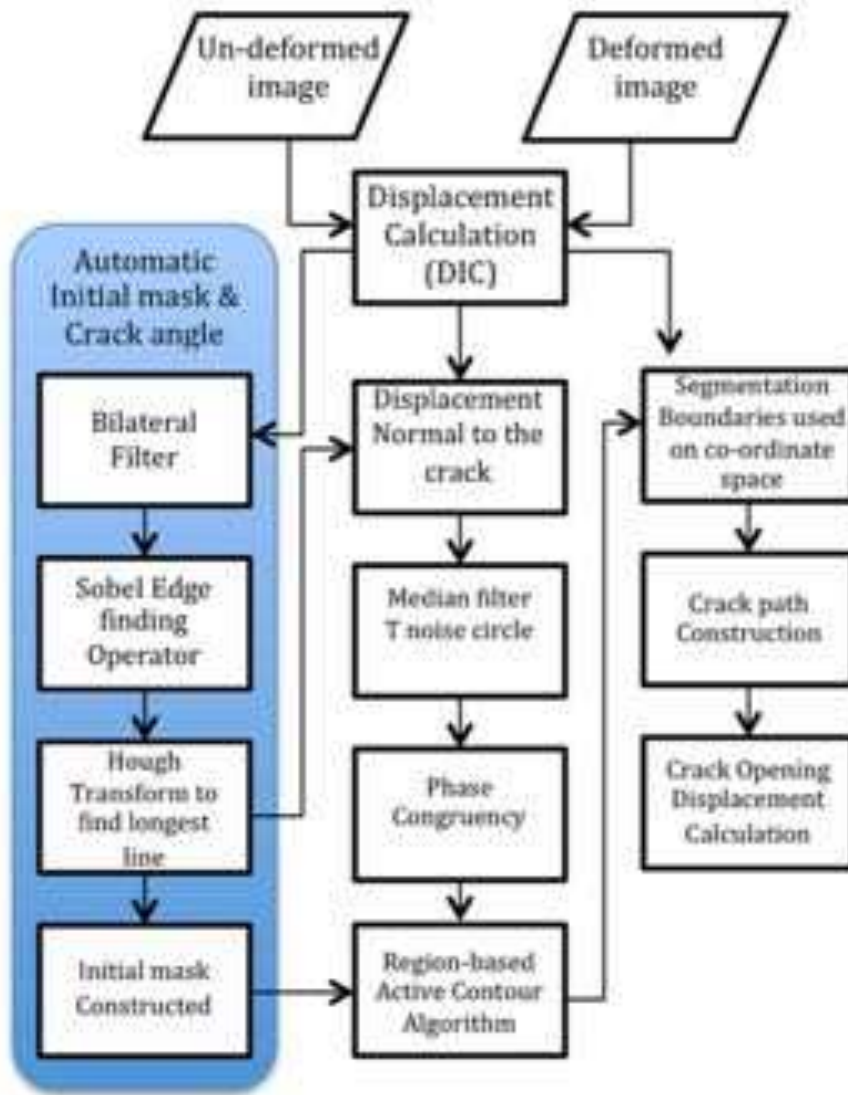 Un-deformed
image
Deformed
image
Displacement
Calculation
(DIC)
Automatic
Initial mask &
Crack angle
Bilateral
Filter
Sobel Edge
finding
Operator
Hough
Transform to
find longest
line
Initial mask
Constructed
Displacement
Normal to the
crack
Median filter
T noise circle
Phase
Congruency
Region-based
Active Contour
Algorithm
Segmentation
Boundaries used
on co-ordinate
space
Crack path
Construction
Crack Opening
Displacement
Calculation